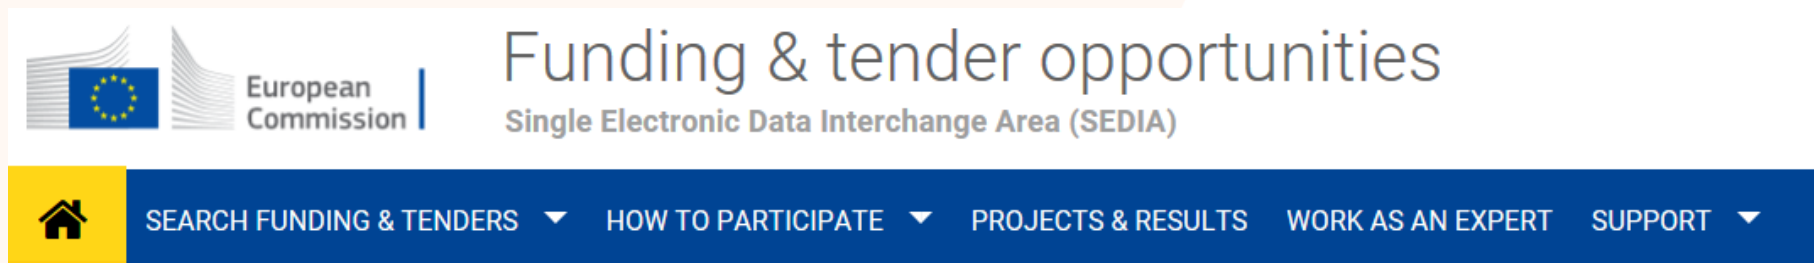 European
Commission
Funding & tender opportunities
Single Electronic Data Interchange Area (SEDIA)
SEARCH FUNDING & TENDERS HOW TO PARTICIPATE PROJECTS & RESULTS WORK AS AN EXPERT SUPPORT